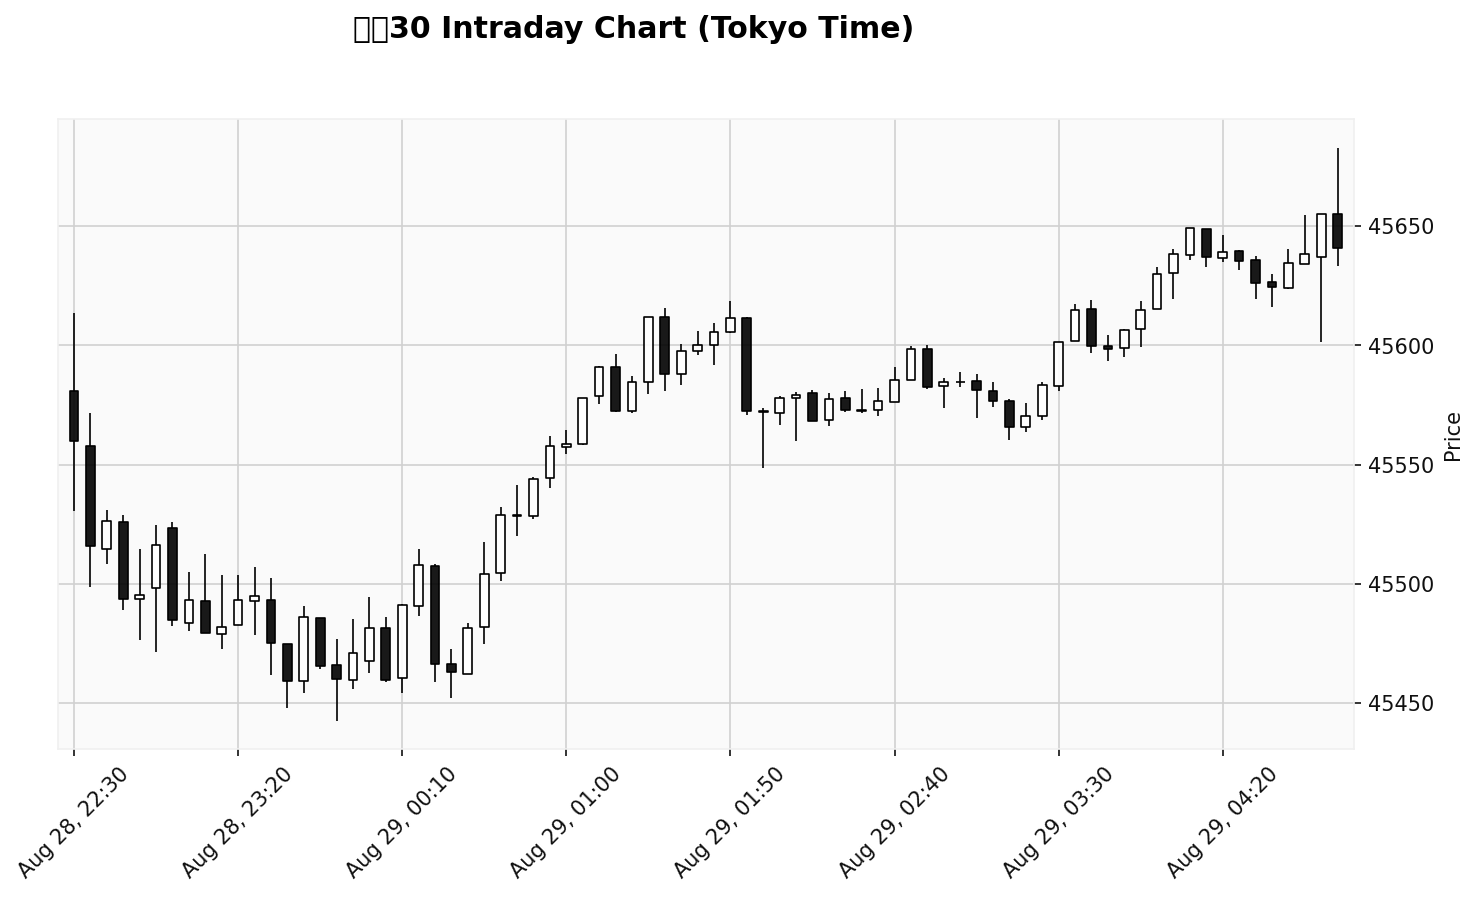 30 Intraday Chart (Tokyo Time)
45650
45600
45550
45500
45450
Price
Aug 28, 22:30
Aug 28, 23:20
Aug 29, 00:10
Aug 29, 01:00
Aug 29, 01:50
Aug 29, 02:40
Aug 29, 03:30
Aug 29, 04:20